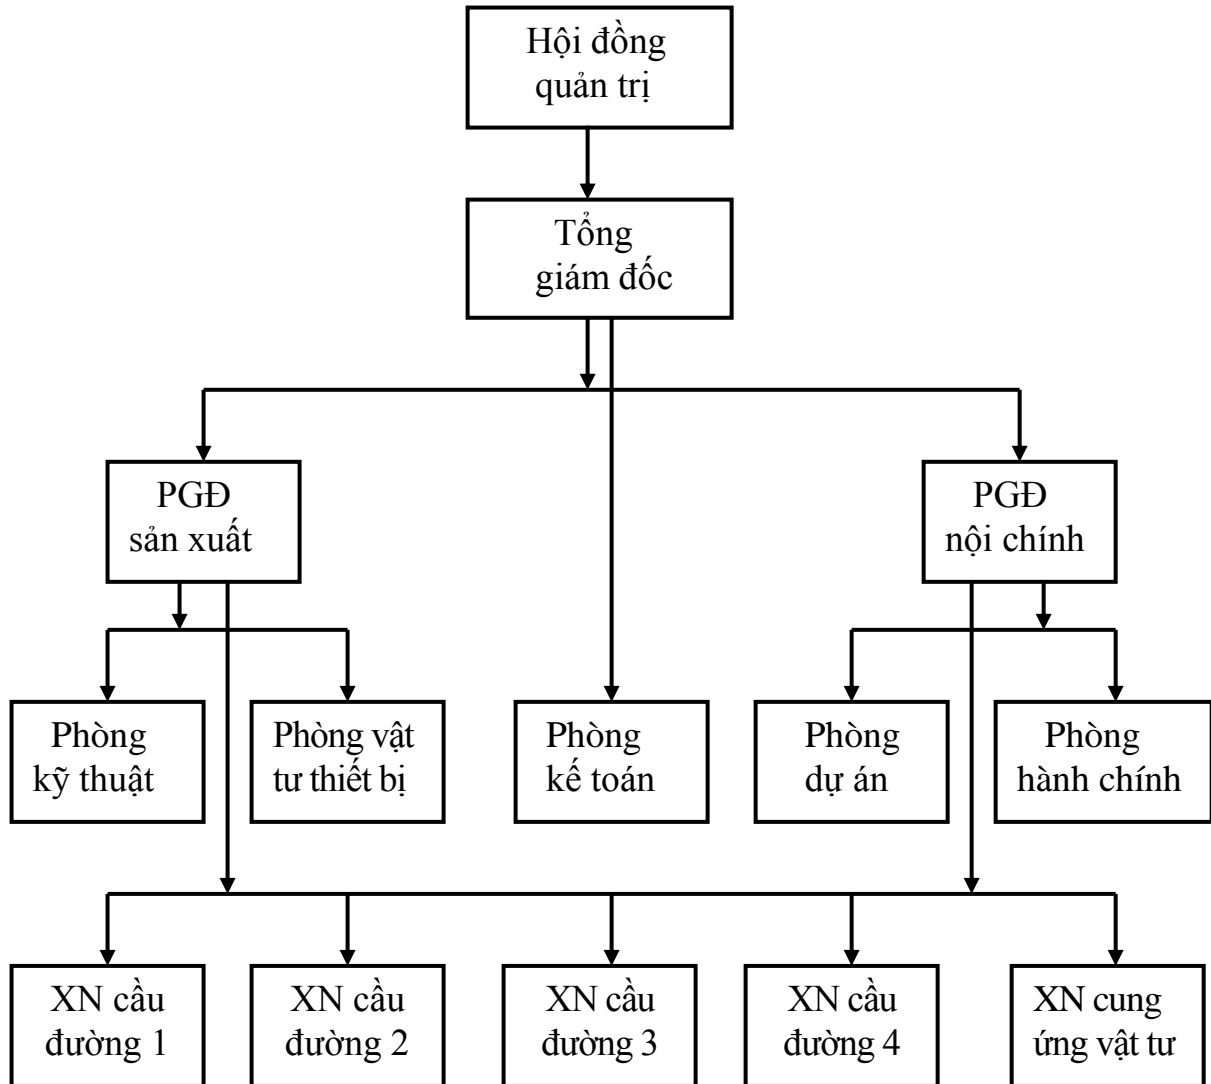 Hội đồng
quản trị
Tổng
giám đốc
PGĐ
sản xuất
PGĐ
nội chính
Phòng
kỹ thuật
Phòng vật
tư thiết bị
Phòng
kế toán
Phòng
dự án
Phòng
hành chính
XN cầu
đường 1
XN cầu
đường 2
XN cầu
đường 3
XN cầu
đường 4
XN cung
ứng vật tư